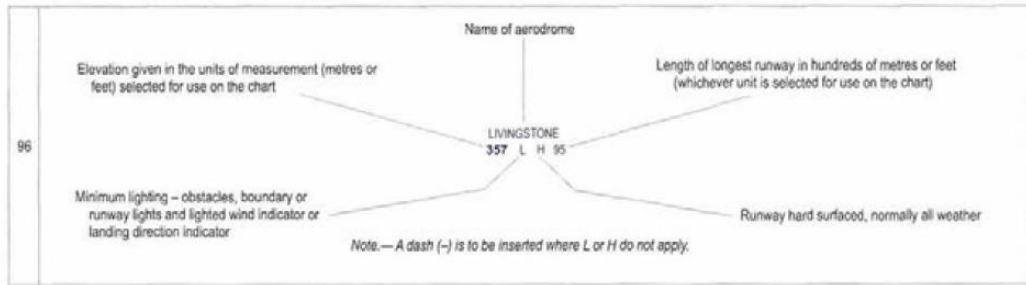 Name of aerodrome
Elevation given in the units of measurement (metres or
feet) selected for use on the chart
Length of longest runway in hundreds of metres or feet
(whichever unit is selected for use on the chart)
96
LIVINGSTONE
357 L H 95
Minimum lighting – obstacles, boundary or
runway lights and lighted wind indicator or
landing direction indicator
Runway hard surfaced, normally all weather
Note.— A dash (–) is to be inserted where L or H do not apply.